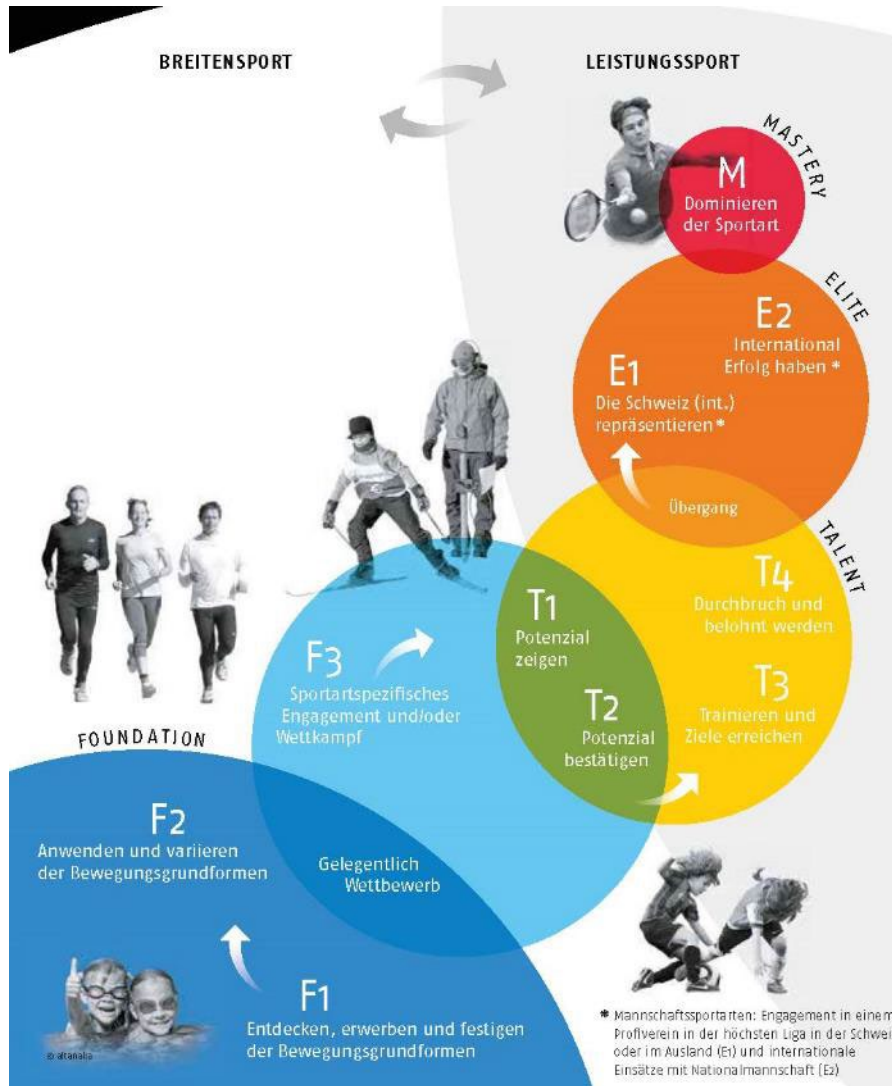 BREITENSPORT
LEISTUNGSSPORT
MASTERY
M
Dominieren
der Sportart
ELITE
E2
International
Erfolg haben *
E1
Die Schweiz (int.)
repräsentieren *
Übergang
TALENT
T4
Durchbruch und
belohnt werden
T1
Potenzial
zeigen
T3
Trainieren und
Ziele erreichen
T2
Potenzial
bestätigen
F3
Sportartspezifisches
Engagement und/oder
Wettkampf
FOUNDATION
F2
Anwenden und variieren
der Bewegungsgrundformen
Gelegentlich
Wettbewerb
F1
Entdecken, erwerben und festigen
der Bewegungsgrundformen
© altanaka
* Mannschaftsportarten: Engagement in einem
Profiverein in der höchsten Liga in der Schwei
oder im Ausland (E1) und internationale
Einsätze mit Nationalmannschaft (E2)